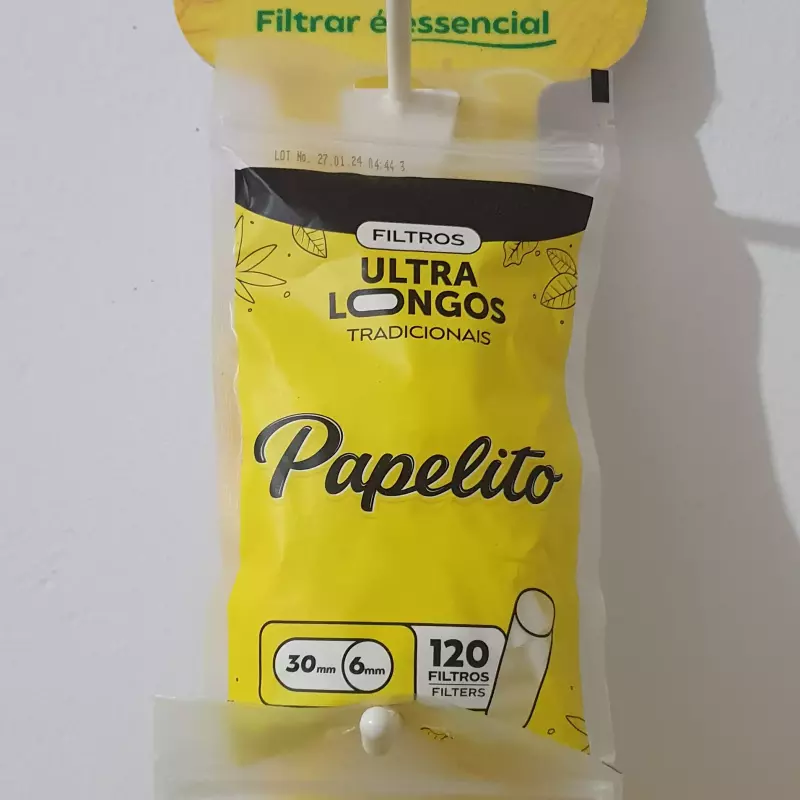 Filtrar é essencial
LOT No. 27.01.24 04:44 3
FILTROS
ULTRA
LONGOS
TRADICIONAIS
Papelito
30mm 6mm
120
FILTROS
FILTERS